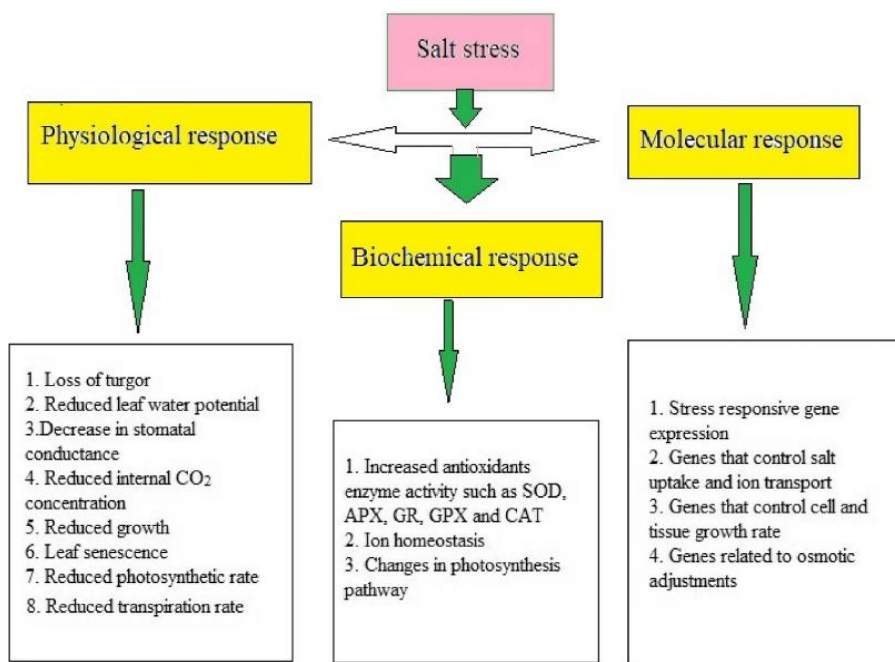 Salt stress
Physiological response
Molecular response
Biochemical response
1. Loss of turgor
2. Reduced leaf water potential
3.Decrease in stomatal
conductance
4. Reduced internal CO₂
concentration
5. Reduced growth
6. Leaf senescence
7. Reduced photosynthetic rate
8. Reduced transpiration rate
1. Increased antioxidants
enzyme activity such as SOD,
APX, GR, GPX and CAT
2. Ion homeostasis
3. Changes in photosynthesis
pathway
1. Stress responsive gene
expression
2. Genes that control salt
uptake and ion transport
3. Genes that control cell and
tissue growth rate
4. Genes related to osmotic
adjustments